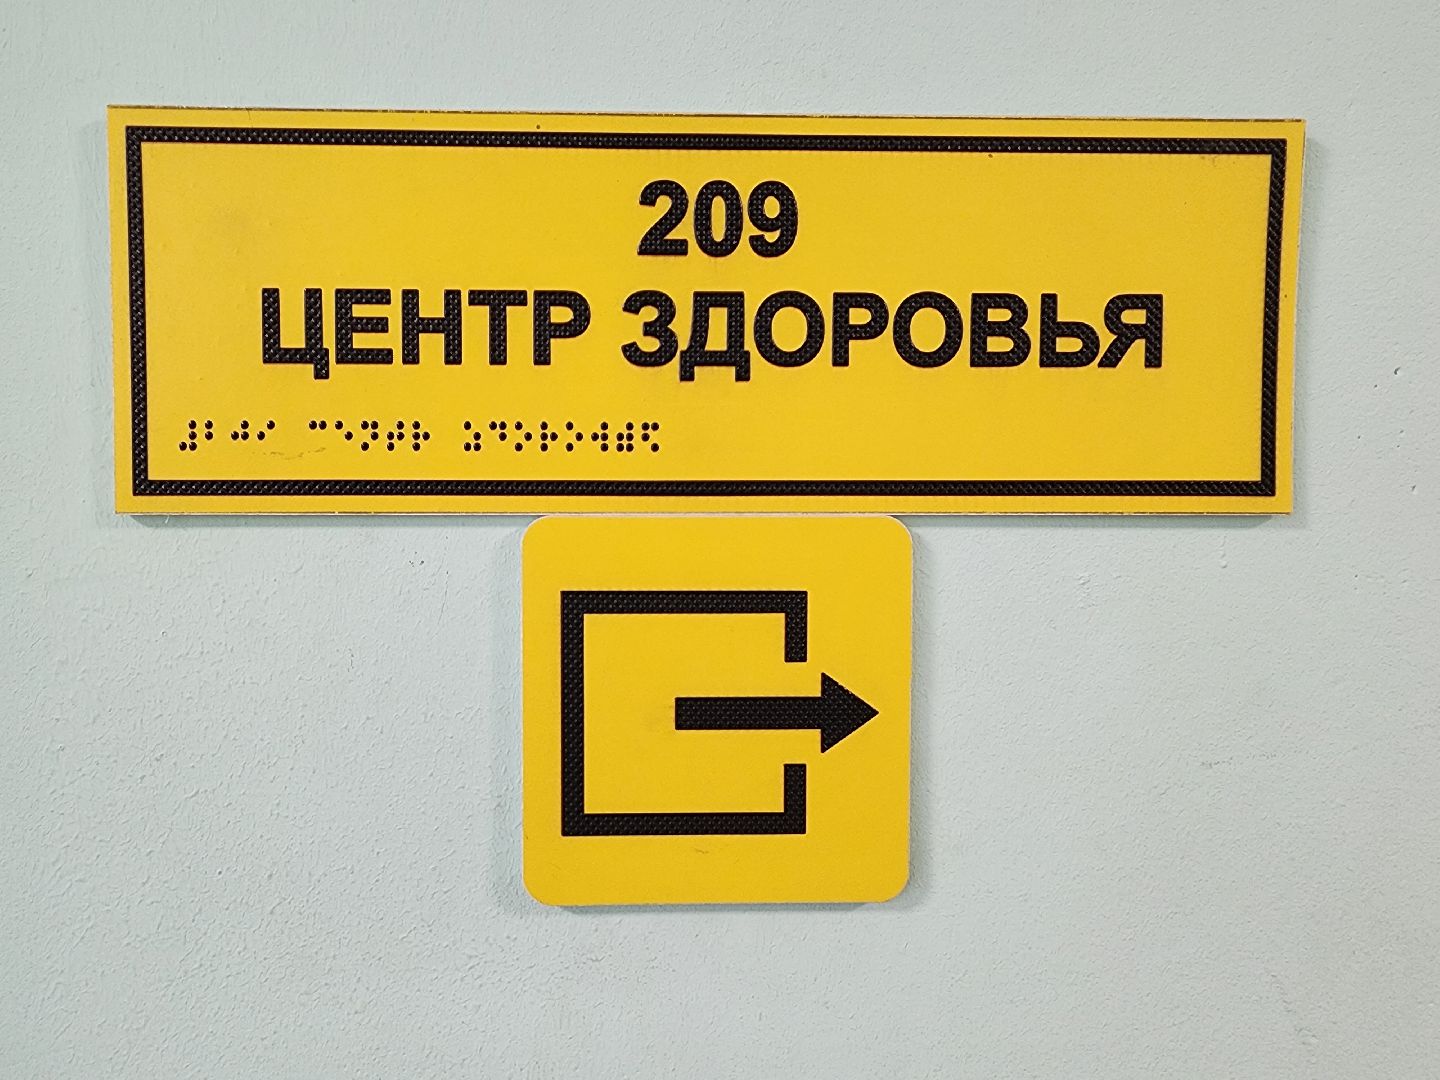 209
ЦЕНТР ЗДОРОВЬЯ
⠼⠃⠚⠊ ⠉⠑⠝⠞⠗ ⠵⠙⠕⠗⠕⠺⠾⠫